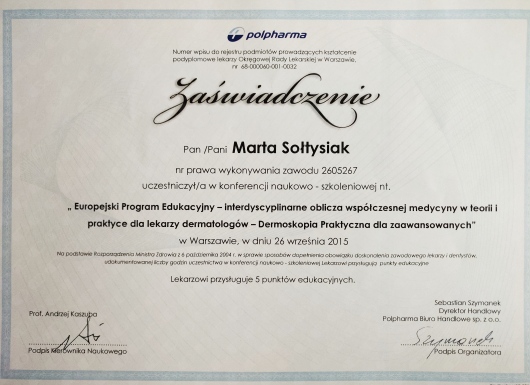 polpharma
Numer wpisu do rejestru podmiotów prowadzących kształcenie
podyplomowe lekarzy Okręgowej Rady Lekarskiej w Warszawie,
nr 68-000060-001-0032
Zaświadczenie
Pan /Pani Marta Sołtysiak
nr prawa wykonywania zawodu 2605267
uczestniczył/a w konferencji naukowo - szkoleniowej nt.
„ Europejski Program Edukacyjny – interdyscyplinarne oblicza współczesnej medycyny w teorii i
praktyce dla lekarzy dermatologów – Dermoskopia Praktyczna dla zaawansowanych"
w Warszawie, w dniu 26 września 2015
Na podstawie Rozporządzenia Ministra Zdrowia z 6 października 2004 r. w sprawie sposobów dopełnienia obowiązku doskonalenia zawodowego lekarzy i dentystów,
udokumentowanej liczby godzin uczestnictwa w konferencji naukowo - szkoleniowej Lekarzowi przysługują punkty edukacyjne
Lekarzowi przysługuje 5 punktów edukacyjnych.
Prof. Andrzej Kaszuba
Podpis Kierownika Naukowego
Sebastian Szymanek
Dyrektor Handlowy
Polpharma Biuro Handlowe sp. z o.o.
Szymanek
Podpis Organizatora